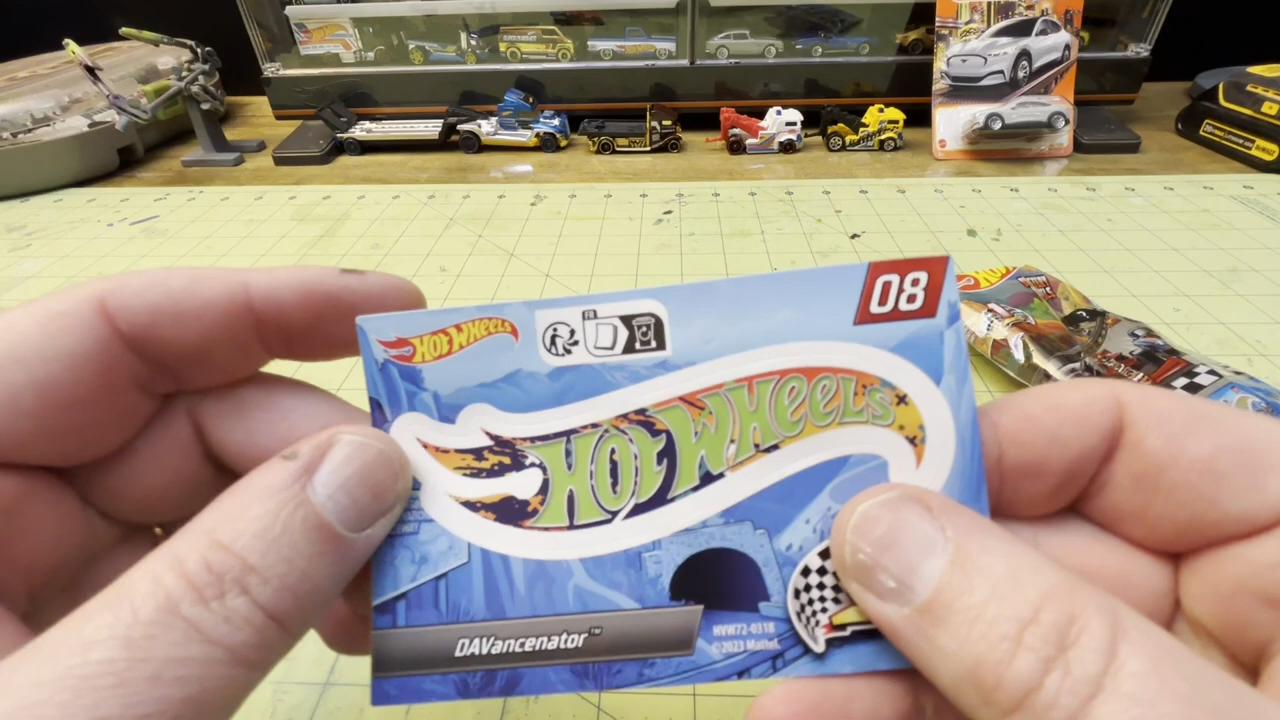 HOT WHEELS
FR
08
HOT WHEELS
DAVancenator™
HVW72-0318
©2023 Mattel.